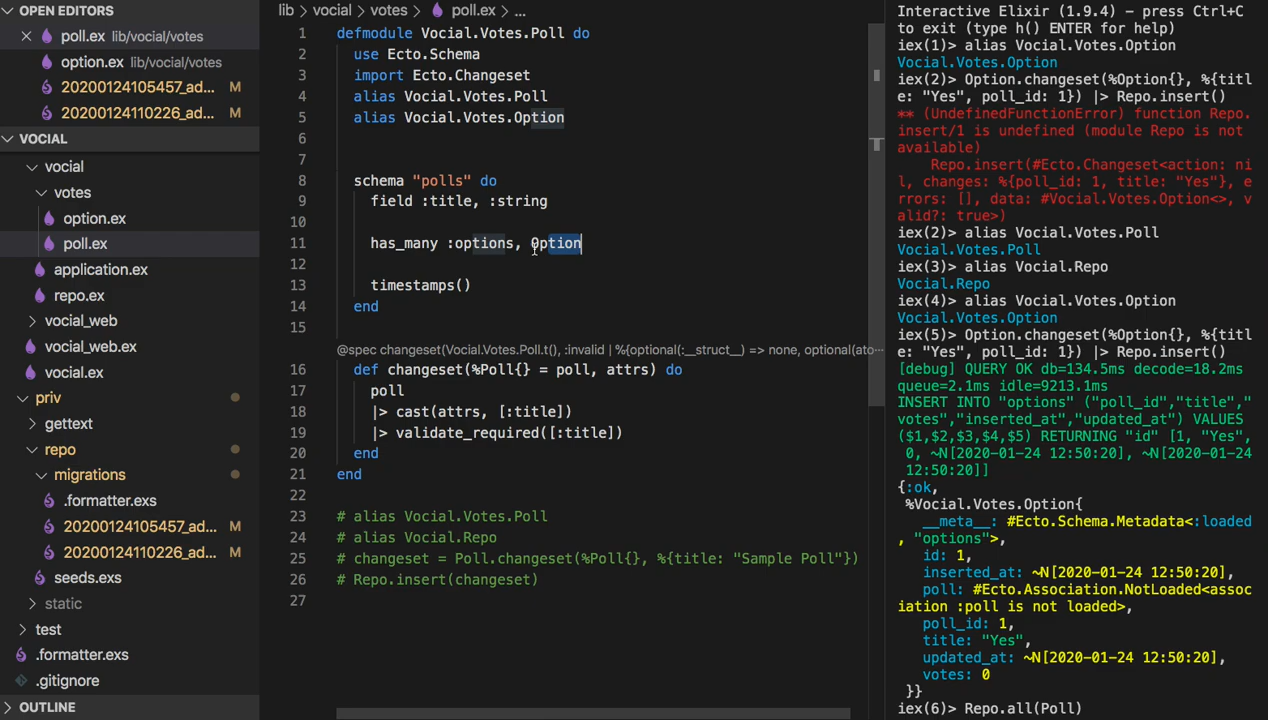 OPEN EDITORS
poll.ex lib/vocial/votes
option.ex lib/vocial/votes
20200124105457_ad... M
20200124110226_ad... M
VOCIAL
vocial
votes
option.ex
poll.ex
application.ex
repo.ex
vocial_web
vocial_web.ex
vocial.ex
priv
gettext
repo
migrations
.formatter.exs
20200124105457_ad... M
20200124110226_ad... M
seeds.exs
static
test
.formatter.exs
.gitignore
OUTLINE
lib > vocial > votes > poll.ex > ...
1 defmodule Vocial.Votes.Poll do
2 use Ecto.Schema
3 import Ecto.Changeset
4 alias Vocial.Votes.Poll
5 alias Vocial.Votes.Option
6
7
8 schema "polls" do
9 field :title, :string
10
11 has_many :options, Option
12
13 timestamps()
14 end
15
@spec changeset(Vocial.Votes.Poll.t(), :invalid | %{optional(:__struct__) => none, optional(ato...
16 def changeset(%Poll{} = poll, attrs) do
17 poll
18 |> cast(attrs, [:title])
19 |> validate_required([:title])
20 end
21 end
22
23 # alias Vocial.Votes.Poll
24 # alias Vocial.Repo
25 # changeset = Poll.changeset(%Poll{}, %{title: "Sample Poll"})
26 # Repo.insert(changeset)
27
Interactive Elixir (1.9.4) – press Ctrl+C
to exit (type h() ENTER for help)
iex(1)> alias Vocial.Votes.Option
Vocial.Votes.Option
iex(2)> Option.changeset(%Option{}, %{titl
e: "Yes", poll_id: 1}) |> Repo.insert()
** (UndefinedFunctionError) function Repo.
insert/1 is undefined (module Repo is not
available)
Repo.insert(#Ecto.Changeset<action: ni
l, changes: %{poll_id: 1, title: "Yes"}, e
rrors: [], data: #Vocial.Votes.Option<>, v
alid?: true>)
iex(2)> alias Vocial.Votes.Poll
Vocial.Votes.Poll
iex(3)> alias Vocial.Repo
Vocial.Repo
iex(4)> alias Vocial.Votes.Option
Vocial.Votes.Option
iex(5)> Option.changeset(%Option{}, %{titl
e: "Yes", poll_id: 1}) |> Repo.insert()
[debug] QUERY OK db=134.5ms decode=18.2ms
queue=2.1ms idle=9213.1ms
INSERT INTO "options" ("poll_id","title","
votes","inserted_at","updated_at") VALUES
($1,$2,$3,$4,$5) RETURNING "id" [1, "Yes",
0, ~N[2020-01-24 12:50:20], ~N[2020-01-24
12:50:20]]
{:ok,
%Vocial.Votes.Option{
__meta__: #Ecto.Schema.Metadata<:loaded
, "options">,
id: 1,
inserted_at: ~N[2020-01-24 12:50:20],
poll: #Ecto.Association.NotLoaded<assoc
iation :poll is not loaded>,
poll_id: 1,
title: "Yes",
updated_at: ~N[2020-01-24 12:50:20],
votes: 0
}}
iex(6)> Repo.all(Poll)